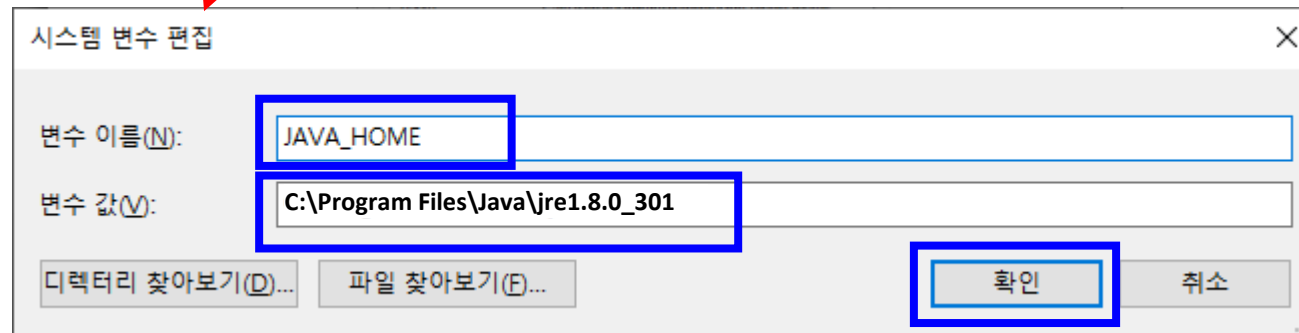 시스템 변수 편집
변수 이름(N): JAVA_HOME
변수 값(V): C:\Program Files\Java\jre1.8.0_301
디렉터리 찾아보기(D)... 파일 찾아보기(F)... 확인 취소